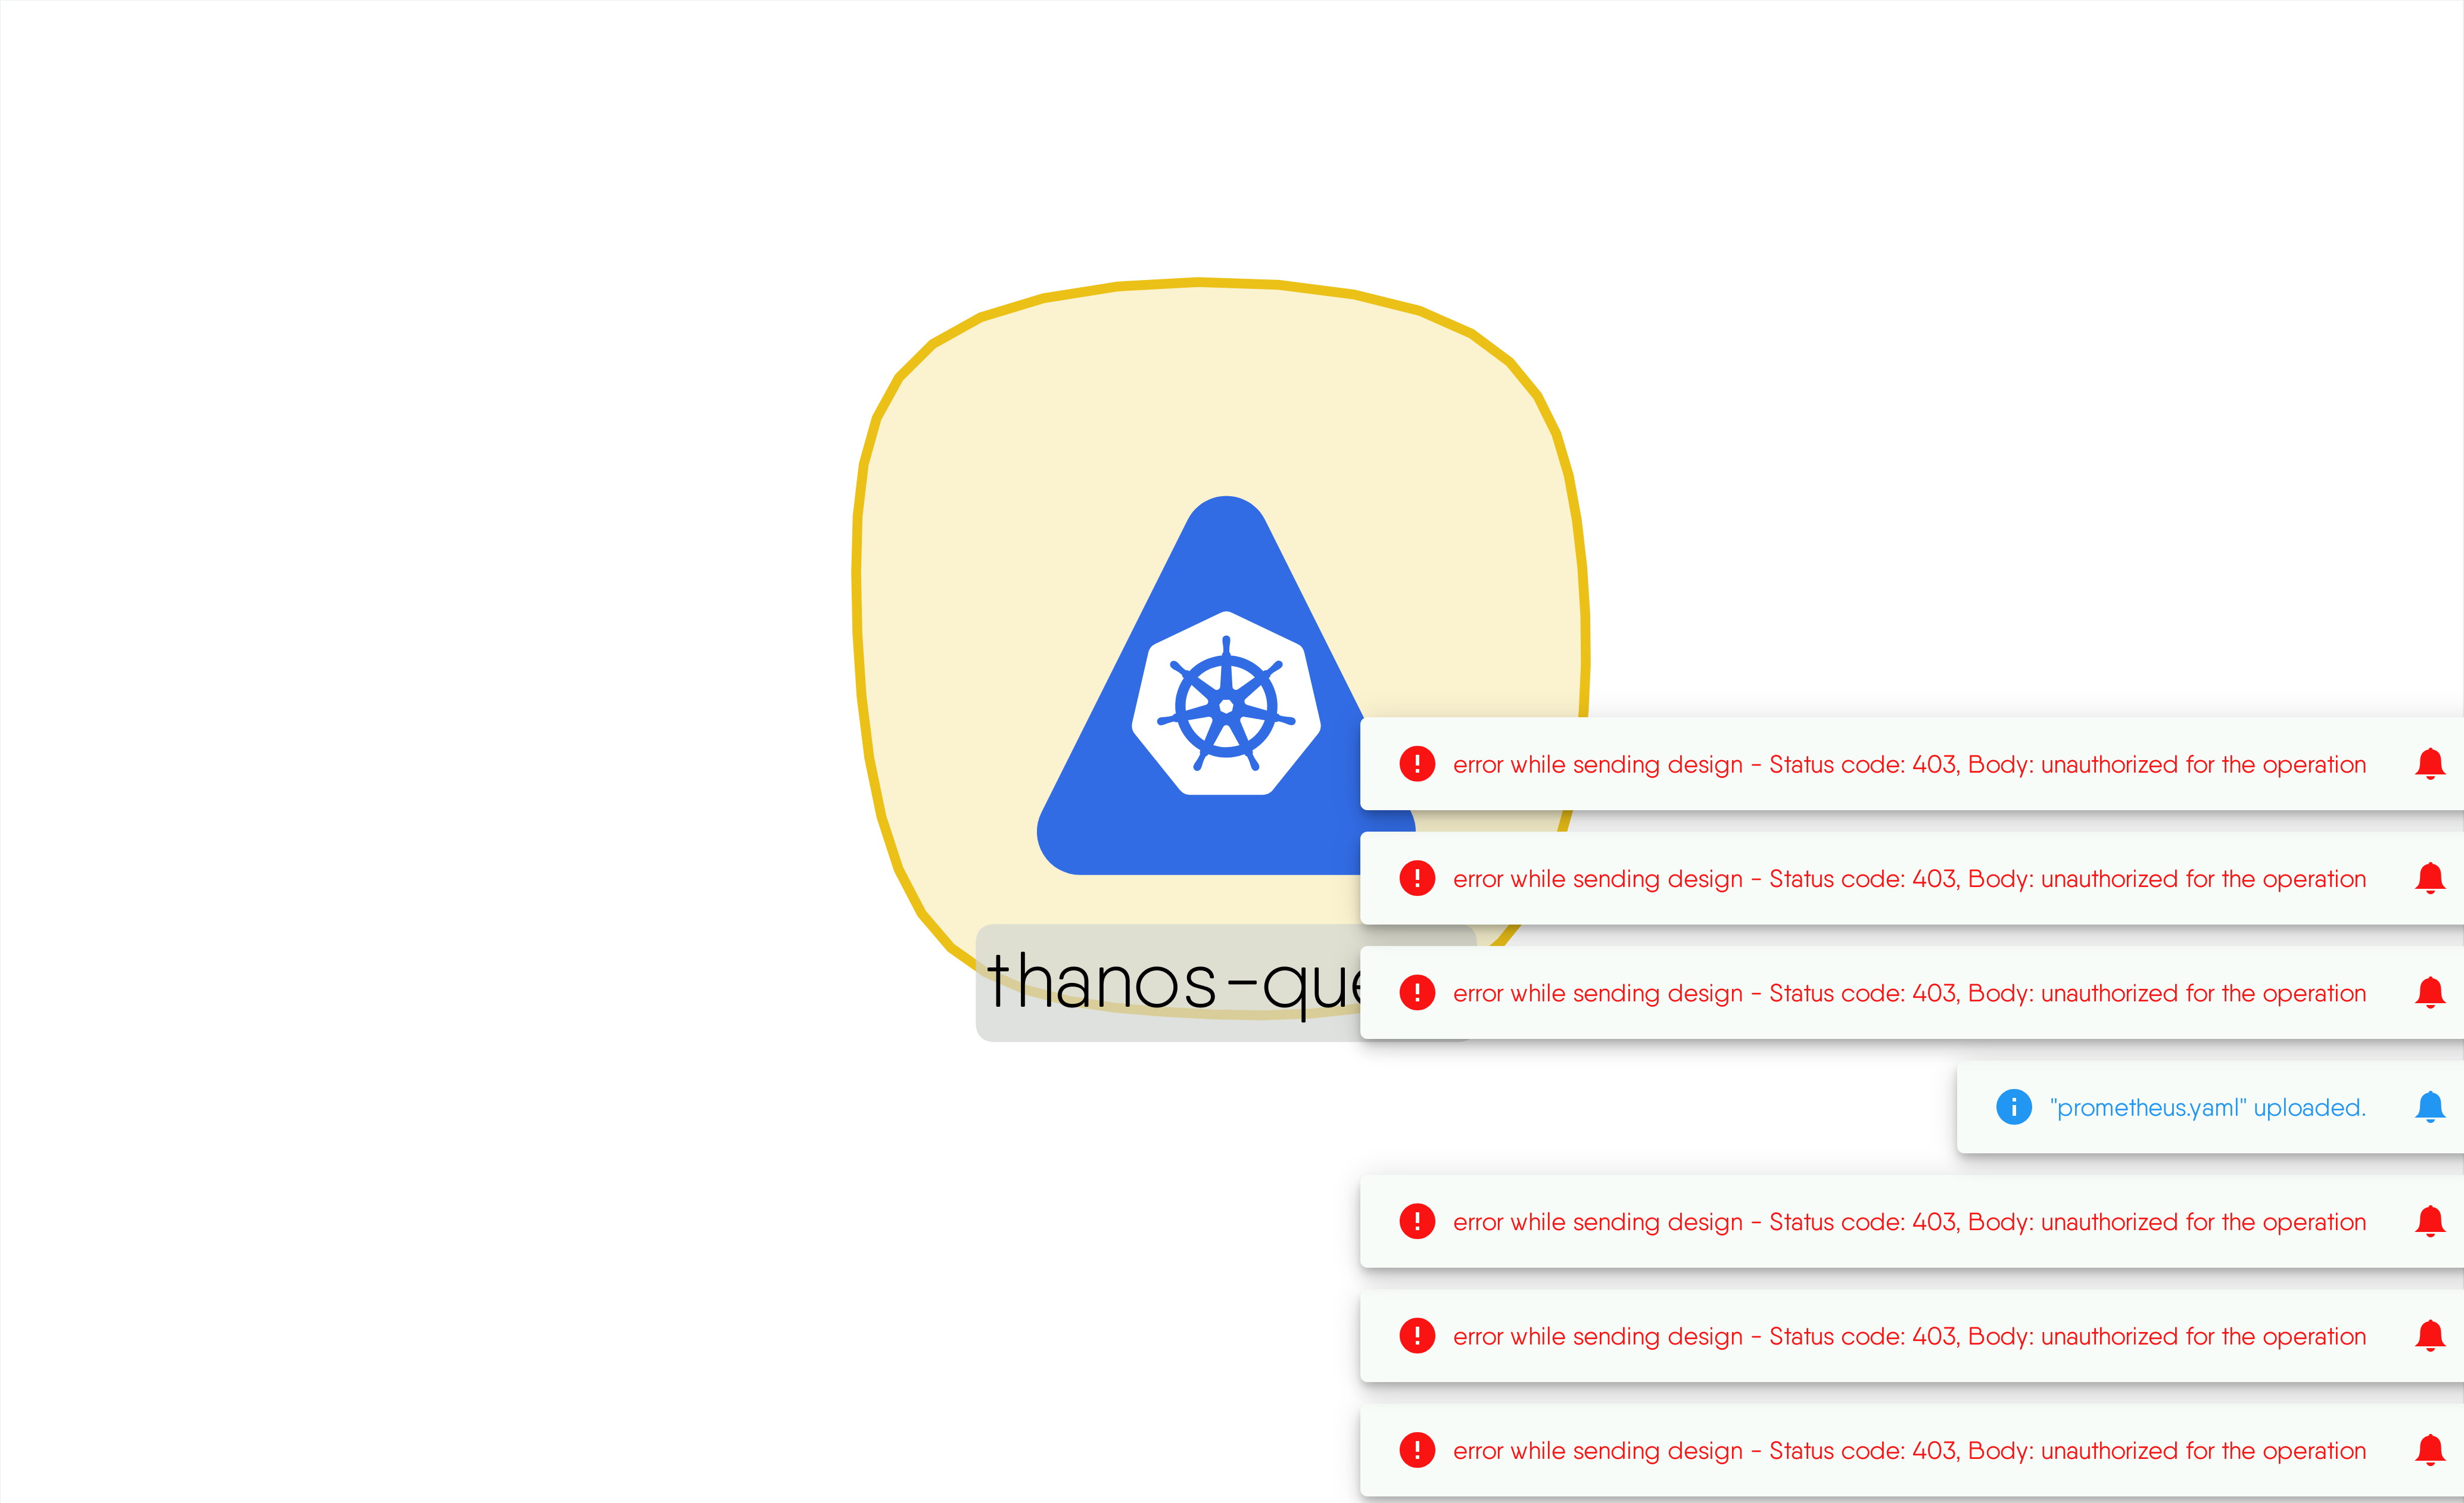 error while sending design - Status code: 403, Body: unauthorized for the operation
error while sending design - Status code: 403, Body: unauthorized for the operation
thanos-que
error while sending design - Status code: 403, Body: unauthorized for the operation
"prometheus.yaml" uploaded.
error while sending design - Status code: 403, Body: unauthorized for the operation
error while sending design - Status code: 403, Body: unauthorized for the operation
error while sending design - Status code: 403, Body: unauthorized for the operation